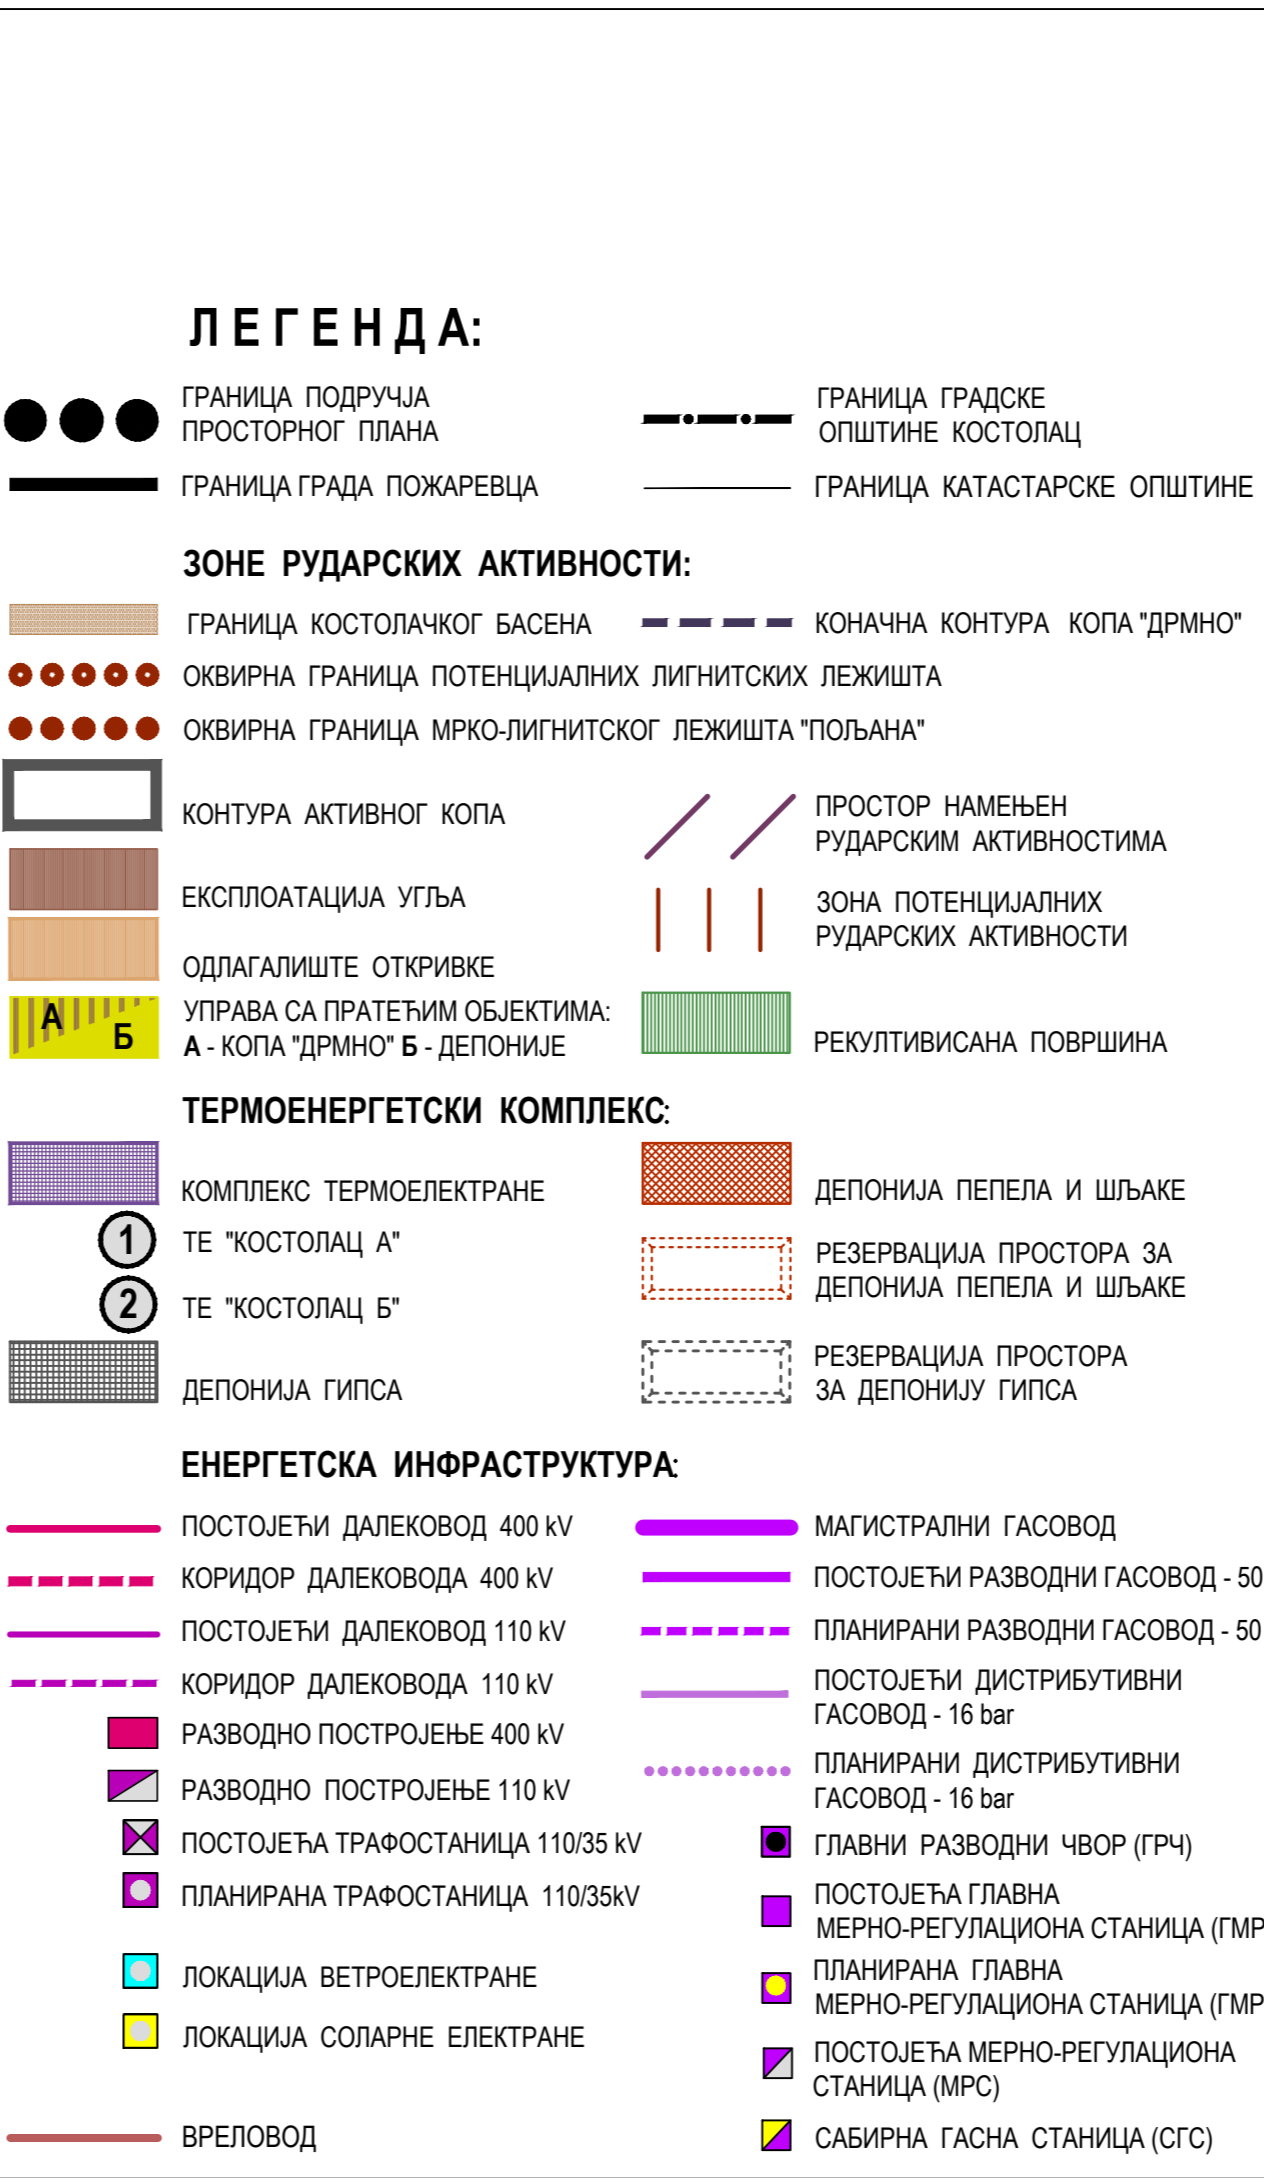 ЛЕГЕНДА:
ГРАНИЦА ПОДРУЧЈА
ПРОСТОРНОГ ПЛАНА
ГРАНИЦА ГРАДСКЕ
ОПШТИНЕ КОСТОЛАЦ
ГРАНИЦА ГРАДА ПОЖАРЕВЦА
ГРАНИЦА КАТАСТАРСКЕ ОПШТИНЕ
ЗОНЕ РУДАРСКИХ АКТИВНОСТИ:
ГРАНИЦА КОСТОЛАЧКОГ БАСЕНА
КОНАЧНА КОНТУРА КОПА "ДРМНО"
ОКВИРНА ГРАНИЦА ПОТЕНЦИЈАЛНИХ ЛИГНИТСКИХ ЛЕЖИШТА
ОКВИРНА ГРАНИЦА МРКО-ЛИГНИТСКОГ ЛЕЖИШТА "ПОЉАНА"
КОНТУРА АКТИВНОГ КОПА
ПРОСТОР НАМЕЊЕН
РУДАРСКИМ АКТИВНОСТИМА
ЕКСПЛОАТАЦИЈА УГЉА
ЗОНА ПОТЕНЦИЈАЛНИХ
РУДАРСКИХ АКТИВНОСТИ
ОДЛАГАЛИШТЕ ОТКРИВКЕ
А Б
УПРАВА СА ПРАТЕЋИМ ОБЈЕКТИМА:
А - КОПА "ДРМНО" Б - ДЕПОНИЈЕ
РЕКУЛТИВИСАНА ПОВРШИНА
ТЕРМОЕНЕРГЕТСКИ КОМПЛЕКС:
КОМПЛЕКС ТЕРМОЕЛЕКТРАНЕ
ДЕПОНИЈА ПЕПЕЛА И ШЉАКЕ
1 ТЕ "КОСТОЛАЦ А"
РЕЗЕРВАЦИЈА ПРОСТОРА ЗА
ДЕПОНИЈА ПЕПЕЛА И ШЉАКЕ
2 ТЕ "КОСТОЛАЦ Б"
ДЕПОНИЈА ГИПСА
РЕЗЕРВАЦИЈА ПРОСТОРА
ЗА ДЕПОНИЈУ ГИПСА
ЕНЕРГЕТСКА ИНФРАСТРУКТУРА:
ПОСТОЈЕЋИ ДАЛЕКОВОД 400 kV
МАГИСТРАЛНИ ГАСОВОД
КОРИДОР ДАЛЕКОВОДА 400 kV
ПОСТОЈЕЋИ РАЗВОДНИ ГАСОВОД - 50
ПОСТОЈЕЋИ ДАЛЕКОВОД 110 kV
ПЛАНИРАНИ РАЗВОДНИ ГАСОВОД - 50
КОРИДОР ДАЛЕКОВОДА 110 kV
ПОСТОЈЕЋИ ДИСТРИБУТИВНИ
ГАСОВОД - 16 bar
РАЗВОДНО ПОСТРОЈЕЊЕ 400 kV
РАЗВОДНО ПОСТРОЈЕЊЕ 110 kV
ПЛАНИРАНИ ДИСТРИБУТИВНИ
ГАСОВОД - 16 bar
ПОСТОЈЕЋА ТРАФОСТАНИЦА 110/35 kV
ГЛАВНИ РАЗВОДНИ ЧВОР (ГРЧ)
ПЛАНИРАНА ТРАФОСТАНИЦА 110/35kV
ПОСТОЈЕЋА ГЛАВНА
МЕРНО-РЕГУЛАЦИОНА СТАНИЦА (ГМР
ЛОКАЦИЈА ВЕТРОЕЛЕКТРАНЕ
ПЛАНИРАНА ГЛАВНА
МЕРНО-РЕГУЛАЦИОНА СТАНИЦА (ГМР
ЛОКАЦИЈА СОЛАРНЕ ЕЛЕКТРАНЕ
ПОСТОЈЕЋА МЕРНО-РЕГУЛАЦИОНА
СТАНИЦА (МРС)
ВРЕЛОВОД
САБИРНА ГАСНА СТАНИЦА (СГС)